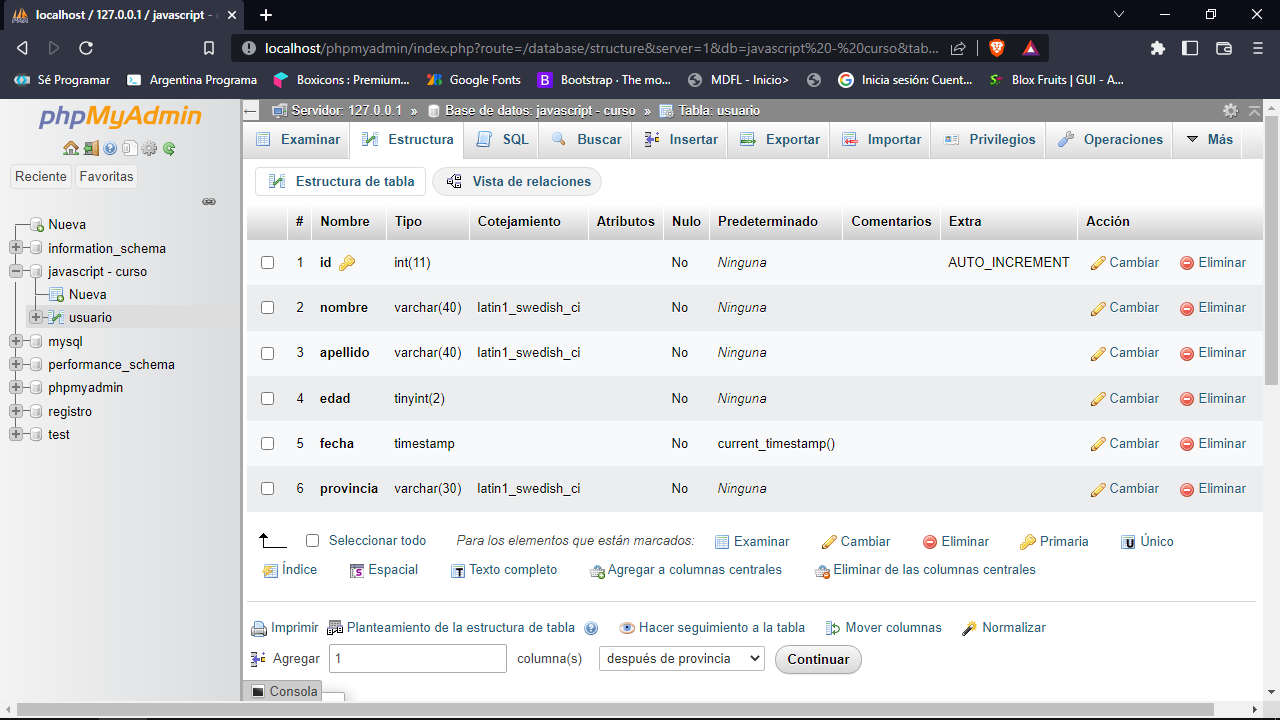 localhost / 127.0.0.1 / javascript -
localhost/phpmyadmin/index.php?route=/database/structure&server=1&db=javascript%20-%20curso&tab...
Sé Programar Argentina Programa Boxicons : Premium... Google Fonts Bootstrap · The mo... MDFL - Inicio> Inicia sesión: Cuent... Blox Fruits | GUI - A...
phpMyAdmin
Reciente Favoritas
Nueva
information_schema
javascript - curso
Nueva
usuario
mysql
performance_schema
phpmyadmin
registro
test
Servidor: 127.0.0.1 » Base de datos: javascript - curso » Tabla: usuario
Examinar Estructura SQL Buscar Insertar Exportar Importar Privilegios Operaciones Más
Estructura de tabla Vista de relaciones
# Nombre Tipo Cotejamiento Atributos Nulo Predeterminado Comentarios Extra Acción
1 id int(11) No Ninguna AUTO_INCREMENT Cambiar Eliminar
2 nombre varchar(40) latin1_swedish_ci No Ninguna Cambiar Eliminar
3 apellido varchar(40) latin1_swedish_ci No Ninguna Cambiar Eliminar
4 edad tinyint(2) No Ninguna Cambiar Eliminar
5 fecha timestamp No current_timestamp() Cambiar Eliminar
6 provincia varchar(30) latin1_swedish_ci No Ninguna Cambiar Eliminar
Seleccionar todo Para los elementos que están marcados: Examinar Cambiar Eliminar Primaria Único
Índice Espacial Texto completo Agregar a columnas centrales Eliminar de las columnas centrales
Imprimir Planteamiento de la estructura de tabla Hacer seguimiento a la tabla Mover columnas Normalizar
Agregar 1 columna(s) después de provincia Continuar
Consola